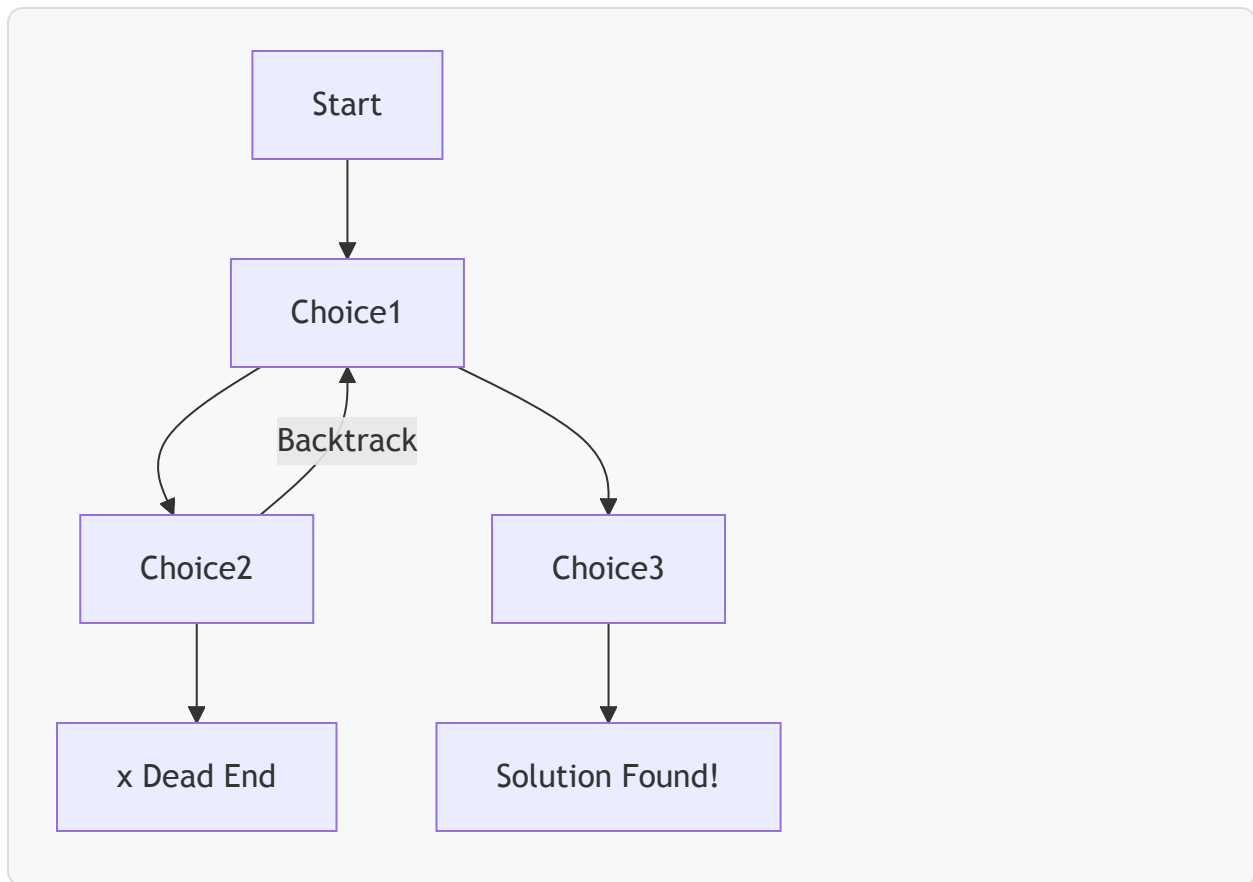 Start
Choice1
Backtrack
Choice2
Choice3
x Dead End
Solution Found!